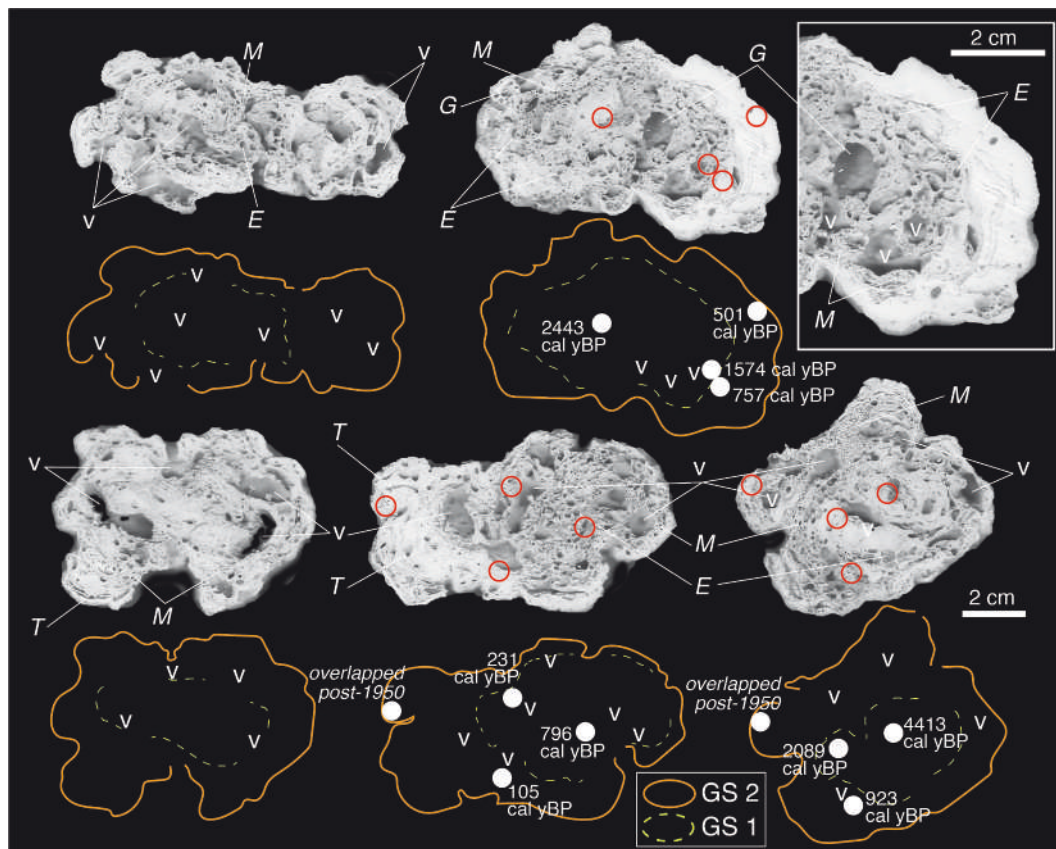 M
v
M
G
2 cm
G
E
G
E
v
E
v
v
v
M
v
v
v
v
v
v
2443
cal yBP
501
cal yBP
v
v
v
1574 cal yBP
757 cal yBP
T
M
v
v
v
v
v
v
M
T
E
T
M
2 cm
overlapped
post-1950
231
cal yBP
v
v
v
v
v
v
796
cal yBP
v
v
v
105
cal yBP
overlapped
post-1950
v
v
4413
cal yBP
2089
cal yBP
v
923
cal yBP
GS 2
GS 1